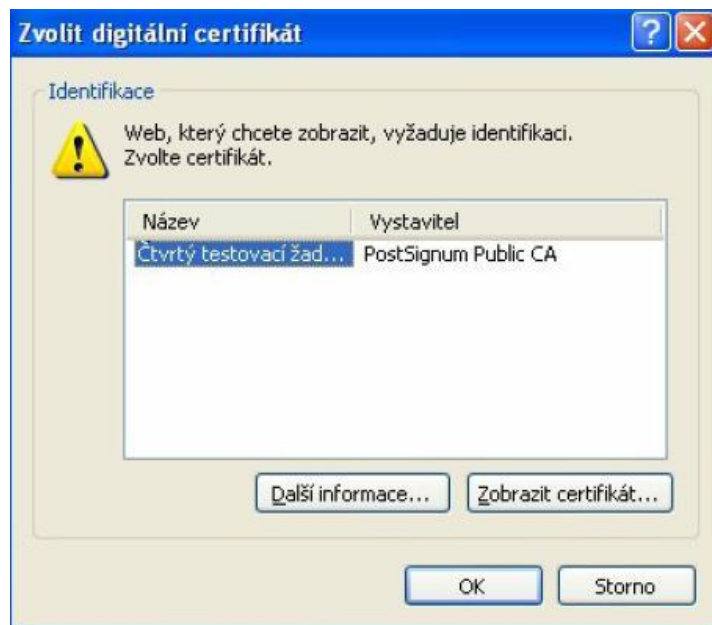 Zvolit digitální certifikát
Identifikace
Web, který chcete zobrazit, vyžaduje identifikaci.
Zvolte certifikát.
Název Vystavitel
Čtvrtý testovací žad... PostSignum Public CA
Další informace... Zobrazit certifikát...
OK Storno